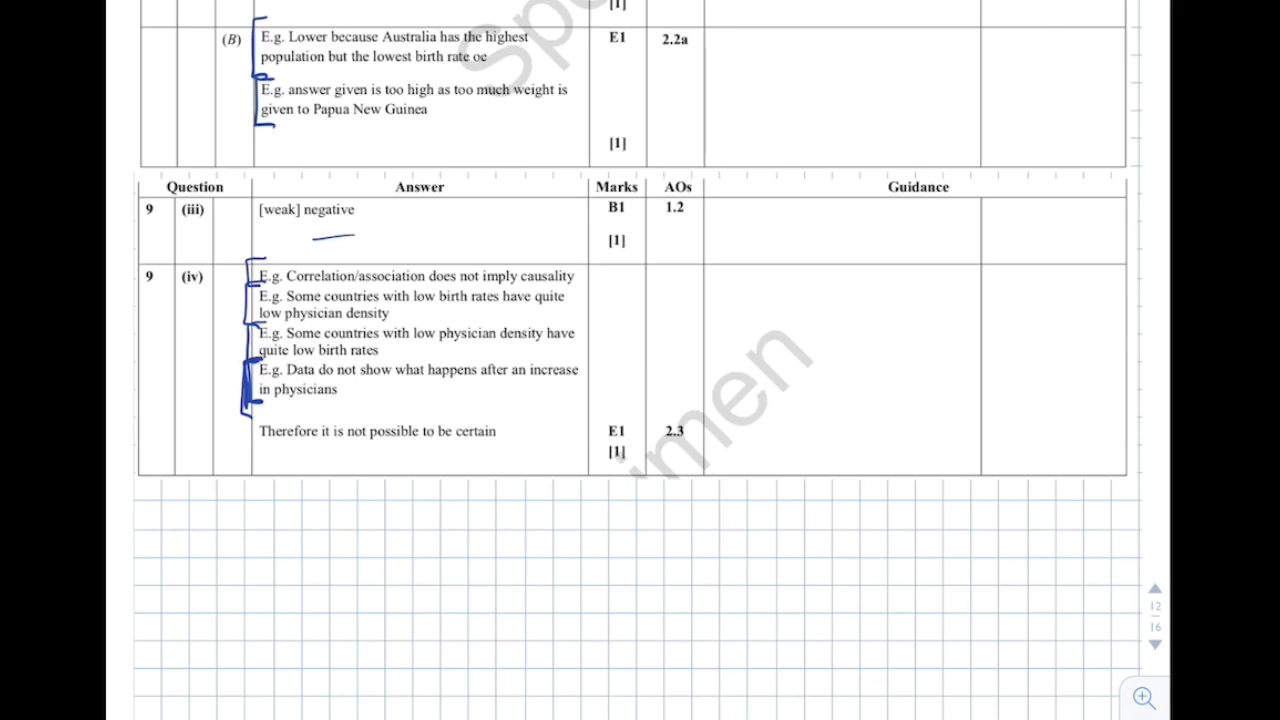 [1]
(B) E.g. Lower because Australia has the highest E1 2.2a
population but the lowest birth rate oe
E.g. answer given is too high as too much weight is
given to Papua New Guinea
[1]
Question Answer Marks AOs Guidance
9 (iii) [weak] negative B1 1.2
[1]
9 (iv) E.g. Correlation/association does not imply causality
E.g. Some countries with low birth rates have quite
low physician density
E.g. Some countries with low physician density have
quite low birth rates
E.g. Data do not show what happens after an increase
in physicians
Therefore it is not possible to be certain E1 2.3
[1]
12
16